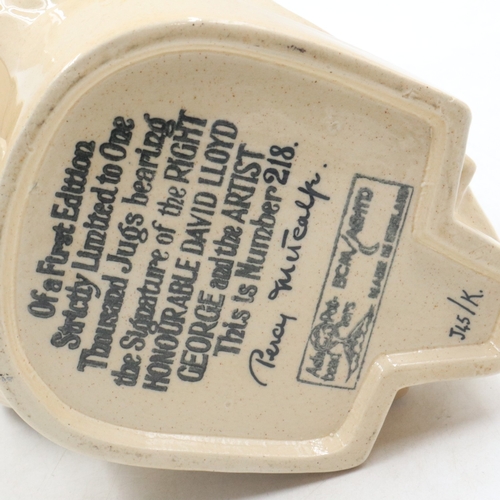 Of a First Edition
Strictly Limited to One
Thousand Jugs bearing
the Signature of the RIGHT
HONOURABLE DAVID LLOYD
GEORGE and the ARTIST
This is Number 218.
Percy Metcalfe.
MADE IN ENGLAND
J45/K.